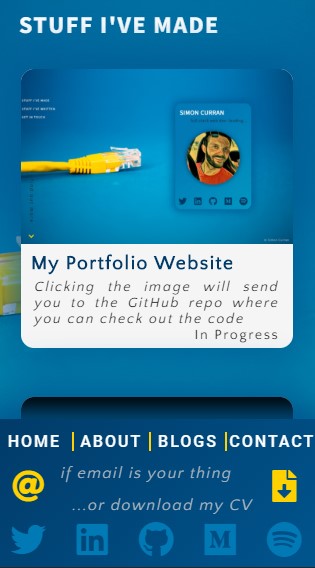 STUFF I'VE MADE
STUFF I'VE MADE
STUFF I'VE WRITTEN
GET IN TOUCH
SIMON CURRAN
My Portfolio Website
Clicking the image will send
you to the GitHub repo where
you can check out the code
In Progress
HOME | ABOUT | BLOGS | CONTACT
@ if email is your thing
...or download my CV